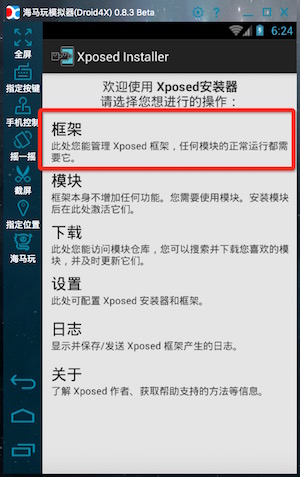 海马玩模拟器(Droid4X) 0.8.3 Beta
6:24
全屏
指定按键
手机控制
摇一摇
截屏
指定位置
海马玩
Xposed Installer
欢迎使用 Xposed安装器
请选择您想进行的操作：
框架
此处您能管理 Xposed 框架，任何模块的正常运行都需
要它。
模块
框架本身不增加任何功能。您需要使用模块。安装模块
后在此处激活它们。
下载
此处您能访问模块仓库，您可以搜索并下载您喜欢的模
块，并及时更新它们。
设置
此处可配置 Xposed 安装器和框架。
日志
显示并保存/发送 Xposed 框架产生的日志。
关于
了解 Xposed 作者、获取帮助支持的方法等信息。